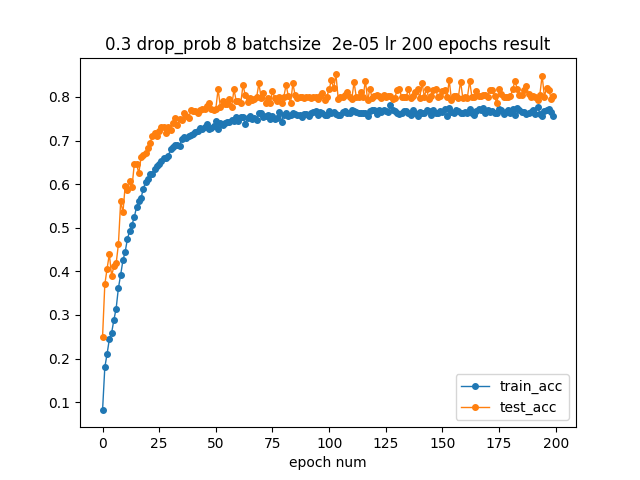 0.3 drop_prob 8 batchsize  2e-05 lr 200 epochs result
0.8
0.7
0.6
0.5
0.4
0.3
0.2
0.1
train_acc
test_acc
0 25 50 75 100 125 150 175 200
epoch num